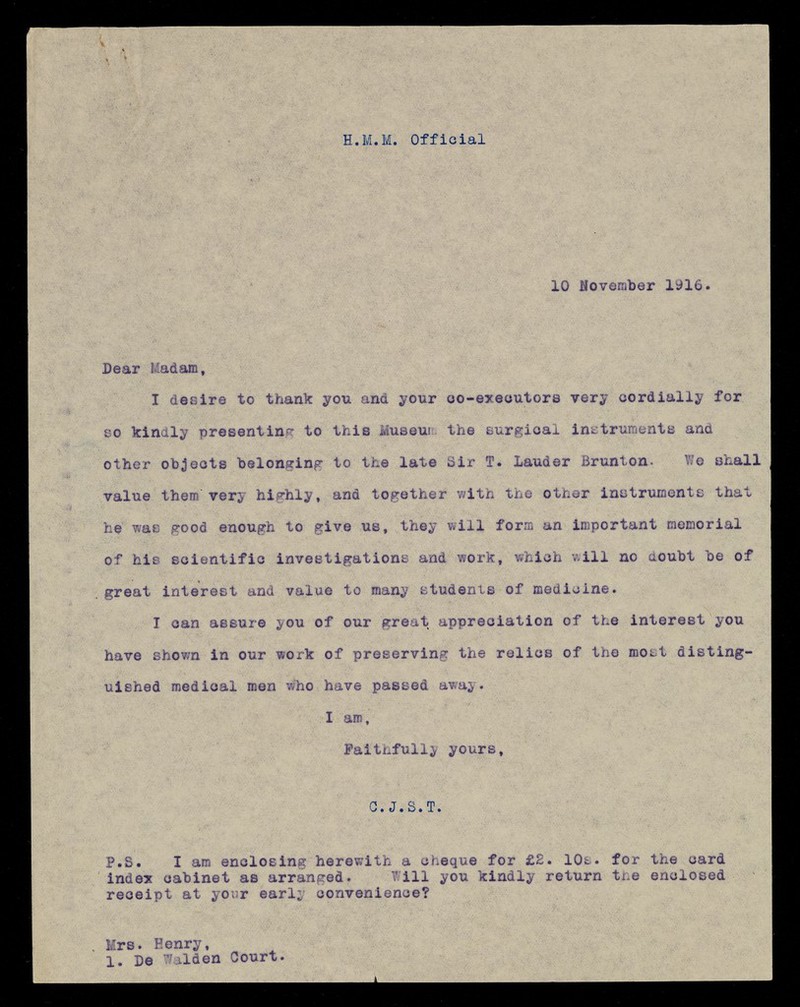 H.M.M. Official
10 November 1916.
Dear Madam,
I desire to thank you and your co-executors very cordially for
so kindly presenting to this Museum the surgical instruments and
other objects belonging to the late Sir T. Lauder Brunton. We shall
value them very highly, and together with the other instruments that
he was good enough to give us, they will form an important memorial
of his scientific investigations and work, which will no doubt be of
great interest and value to many students of medicine.
I can assure you of our great appreciation of the interest you
have shown in our work of preserving the relics of the most disting-
uished medical men who have passed away.
I am,
Faithfully yours,
C.J.S.T.
P.S. I am enclosing herewith a cheque for £2. 10s. for the card
index cabinet as arranged. Will you kindly return the enclosed
receipt at your early convenience?
Mrs. Henry,
1. De Walden Court.